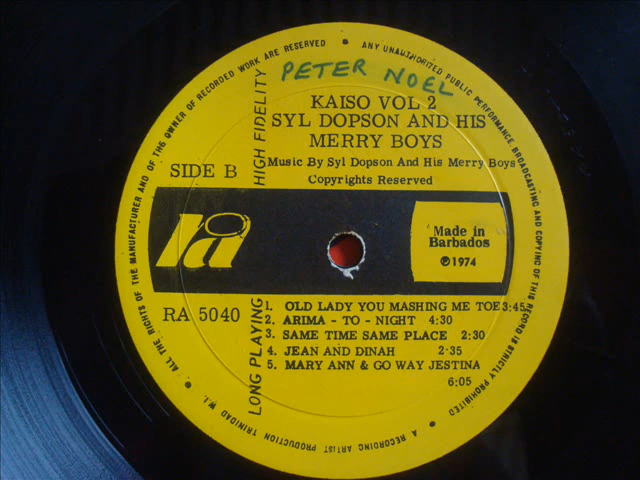 ALL THE RIGHTS OF THE MANUFACTURER AND OF THE OWNER OF RECORDED WORK ARE RESERVED • ANY UNAUTHORIZED PUBLIC PERFORMANCE, BROADCASTING AND COPYING OF THIS RECORD IS STRICTLY PROHIBITED
PETER NOEL
KAISO VOL 2
SYL DOPSON AND HIS
MERRY BOYS
Music By Syl Dopson And His Merry Boys
Copyrights Reserved
SIDE B
HIGH FIDELITY
ra
Made in
Barbados
℗1974
RA 5040
LONG PLAYING
1. OLD LADY YOU MASHING ME TOE 3:45
2. ARIMA - TO - NIGHT 4:30
3. SAME TIME SAME PLACE 2:30
4. JEAN AND DINAH 2:35
5. MARY ANN & GO WAY JESTINA
6:05
• A RECORDING ARTIST PRODUCTION TRINIDAD W.I. •